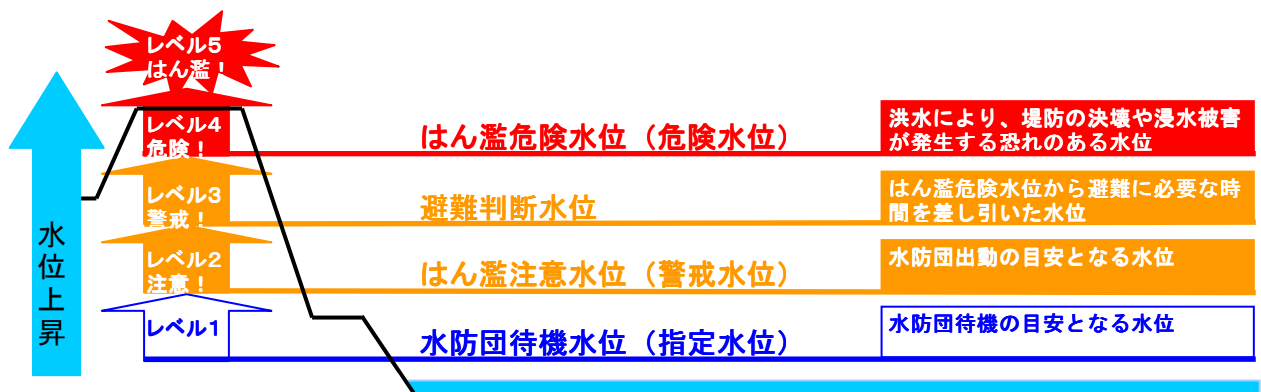 レベル5
はん濫！
レベル4
危険！
はん濫危険水位（危険水位）
洪水により、堤防の決壊や浸水被害
が発生する恐れのある水位
レベル3
警戒！
避難判断水位
はん濫危険水位から避難に必要な時
間を差し引いた水位
レベル2
注意！
はん濫注意水位（警戒水位）
水防団出動の目安となる水位
レベル1
水防団待機水位（指定水位）
水防団待機の目安となる水位
水位上昇